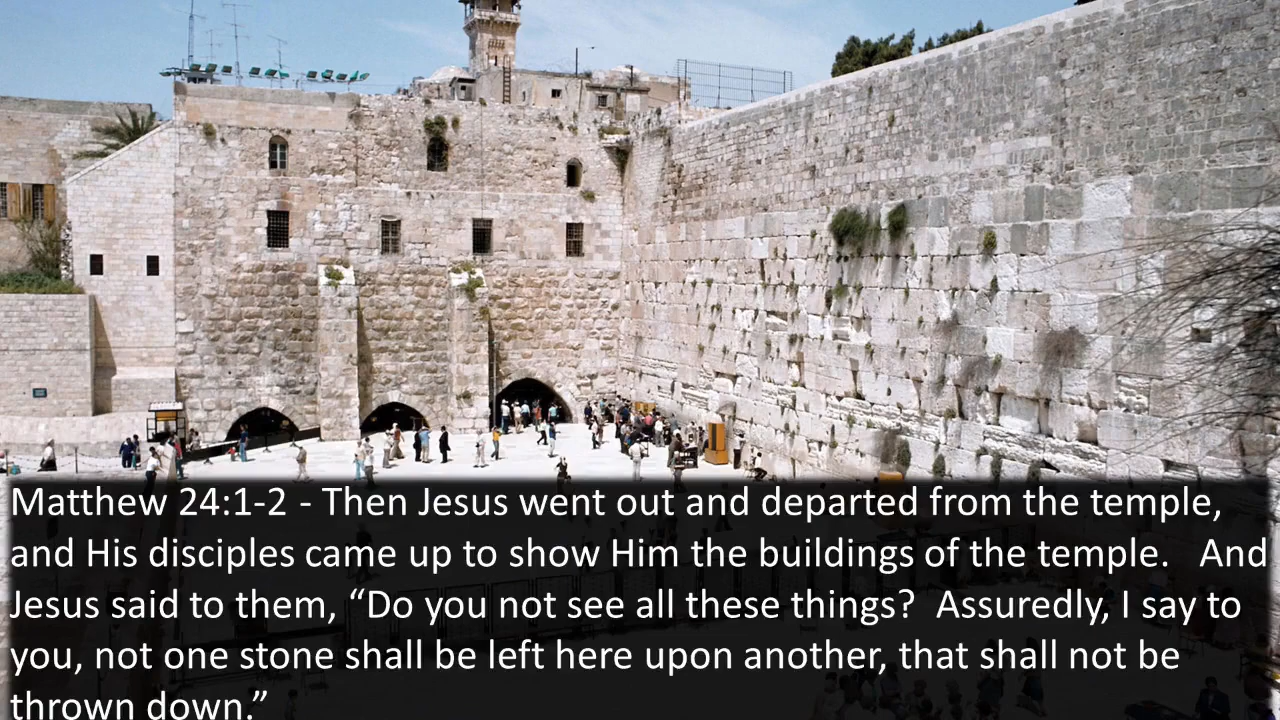 Matthew 24:1-2 - Then Jesus went out and departed from the temple,
and His disciples came up to show Him the buildings of the temple.   And
Jesus said to them, “Do you not see all these things?  Assuredly, I say to
you, not one stone shall be left here upon another, that shall not be
thrown down.”